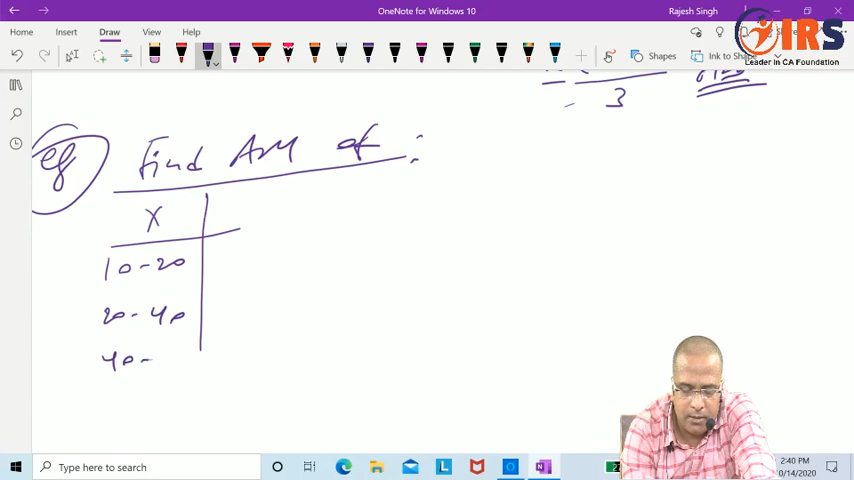 OneNote for Windows 10
Rajesh Singh
Home Insert Draw View Help
Share
IRS
Leader in CA Foundation
Shapes
Ink to Shape
3
eg
Find AM of :
X
10-20
20-40
40-
Type here to search
2:40 PM
10/14/2020